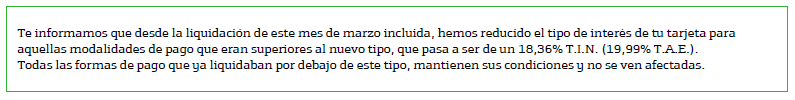 Te informamos que desde la liquidación de este mes de marzo incluida, hemos reducido el tipo de interés de tu tarjeta para
aquellas modalidades de pago que eran superiores al nuevo tipo, que pasa a ser de un 18,36% T.I.N. (19,99% T.A.E.).
Todas las formas de pago que ya liquidaban por debajo de este tipo, mantienen sus condiciones y no se ven afectadas.